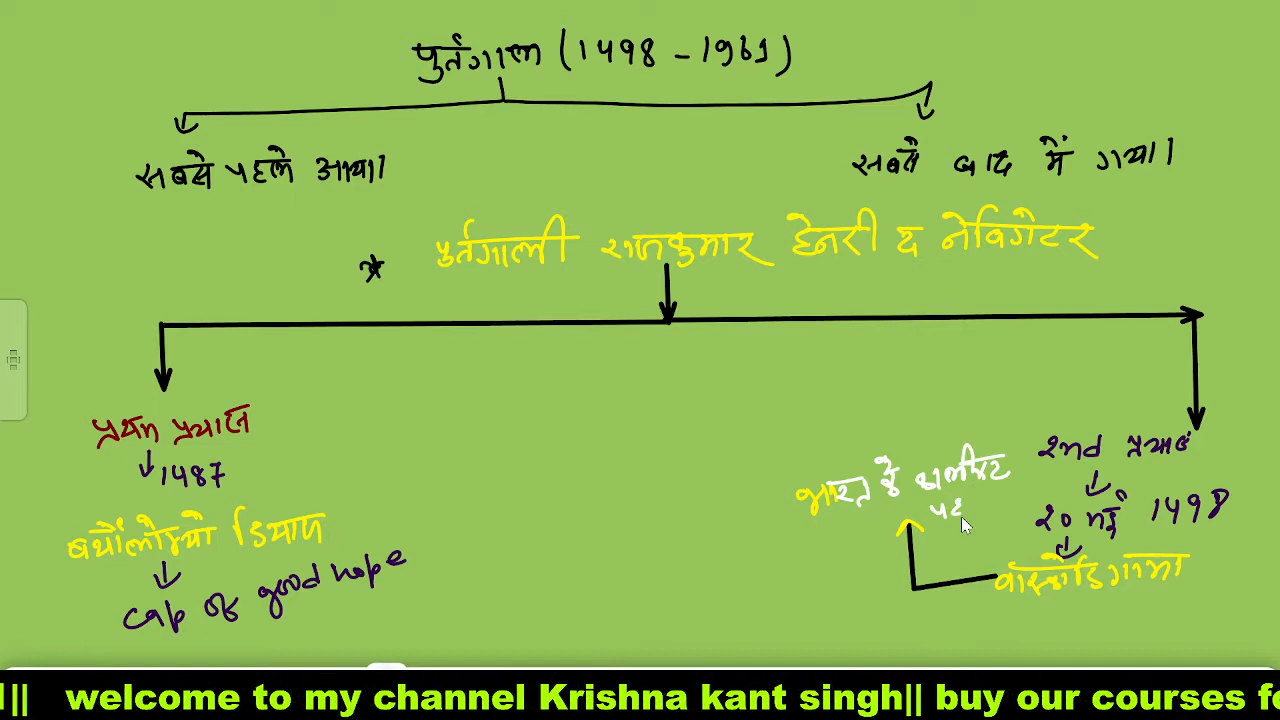 पुर्तगाल (1498 - 1961)
सबसे पहले आया।
सबसे बाद में गया।
* पुर्तगाली राजकुमार हेनरी द नेविगेटर
प्रथम प्रयास
1487
बर्थोलोम्यो डियाज
Cap of good hope
2nd प्रयास
20 मई 1498
वास्कोडिगामा
भारत के कालीकट
पर
|| welcome to my channel Krishna kant singh|| buy our courses fo